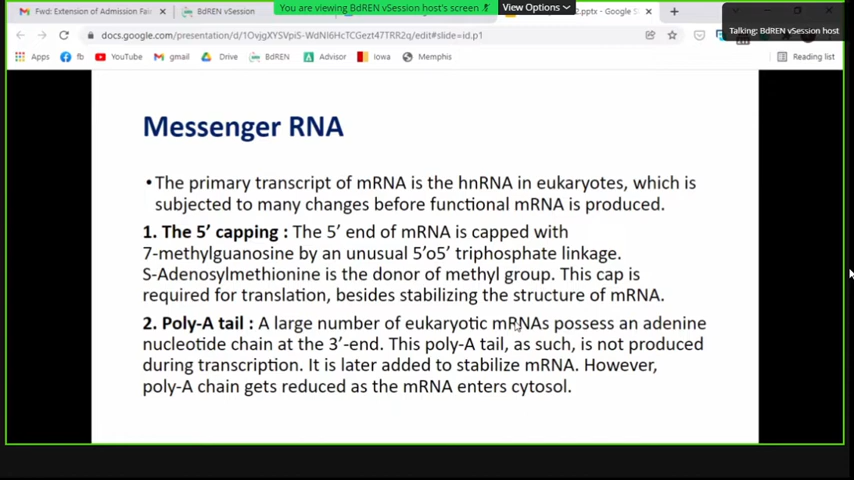 You are viewing BdREN vSession host's screen
View Options
Fwd: Extension of Admission Fair
BdREN vSession
2.pptx - Google S
Talking: BdREN vSession host
docs.google.com/presentation/d/1OvjgXYSVpiS-WdNI6HcTCGezt47TRR2q/edit#slide=id.p1
Apps
fb
YouTube
gmail
Drive
BdREN
Advisor
Iowa
Memphis
Reading list
Messenger RNA
•The primary transcript of mRNA is the hnRNA in eukaryotes, which is
subjected to many changes before functional mRNA is produced.
1. The 5’ capping : The 5’ end of mRNA is capped with
7-methylguanosine by an unusual 5’o5’ triphosphate linkage.
S-Adenosylmethionine is the donor of methyl group. This cap is
required for translation, besides stabilizing the structure of mRNA.
2. Poly-A tail : A large number of eukaryotic mRNAs possess an adenine
nucleotide chain at the 3’-end. This poly-A tail, as such, is not produced
during transcription. It is later added to stabilize mRNA. However,
poly-A chain gets reduced as the mRNA enters cytosol.